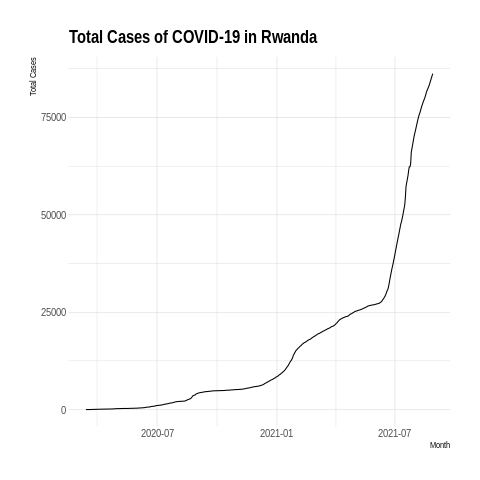 Total Cases of COVID-19 in Rwanda
Total Cases
75000
50000
25000
0
2020-07
2021-01
2021-07
Month